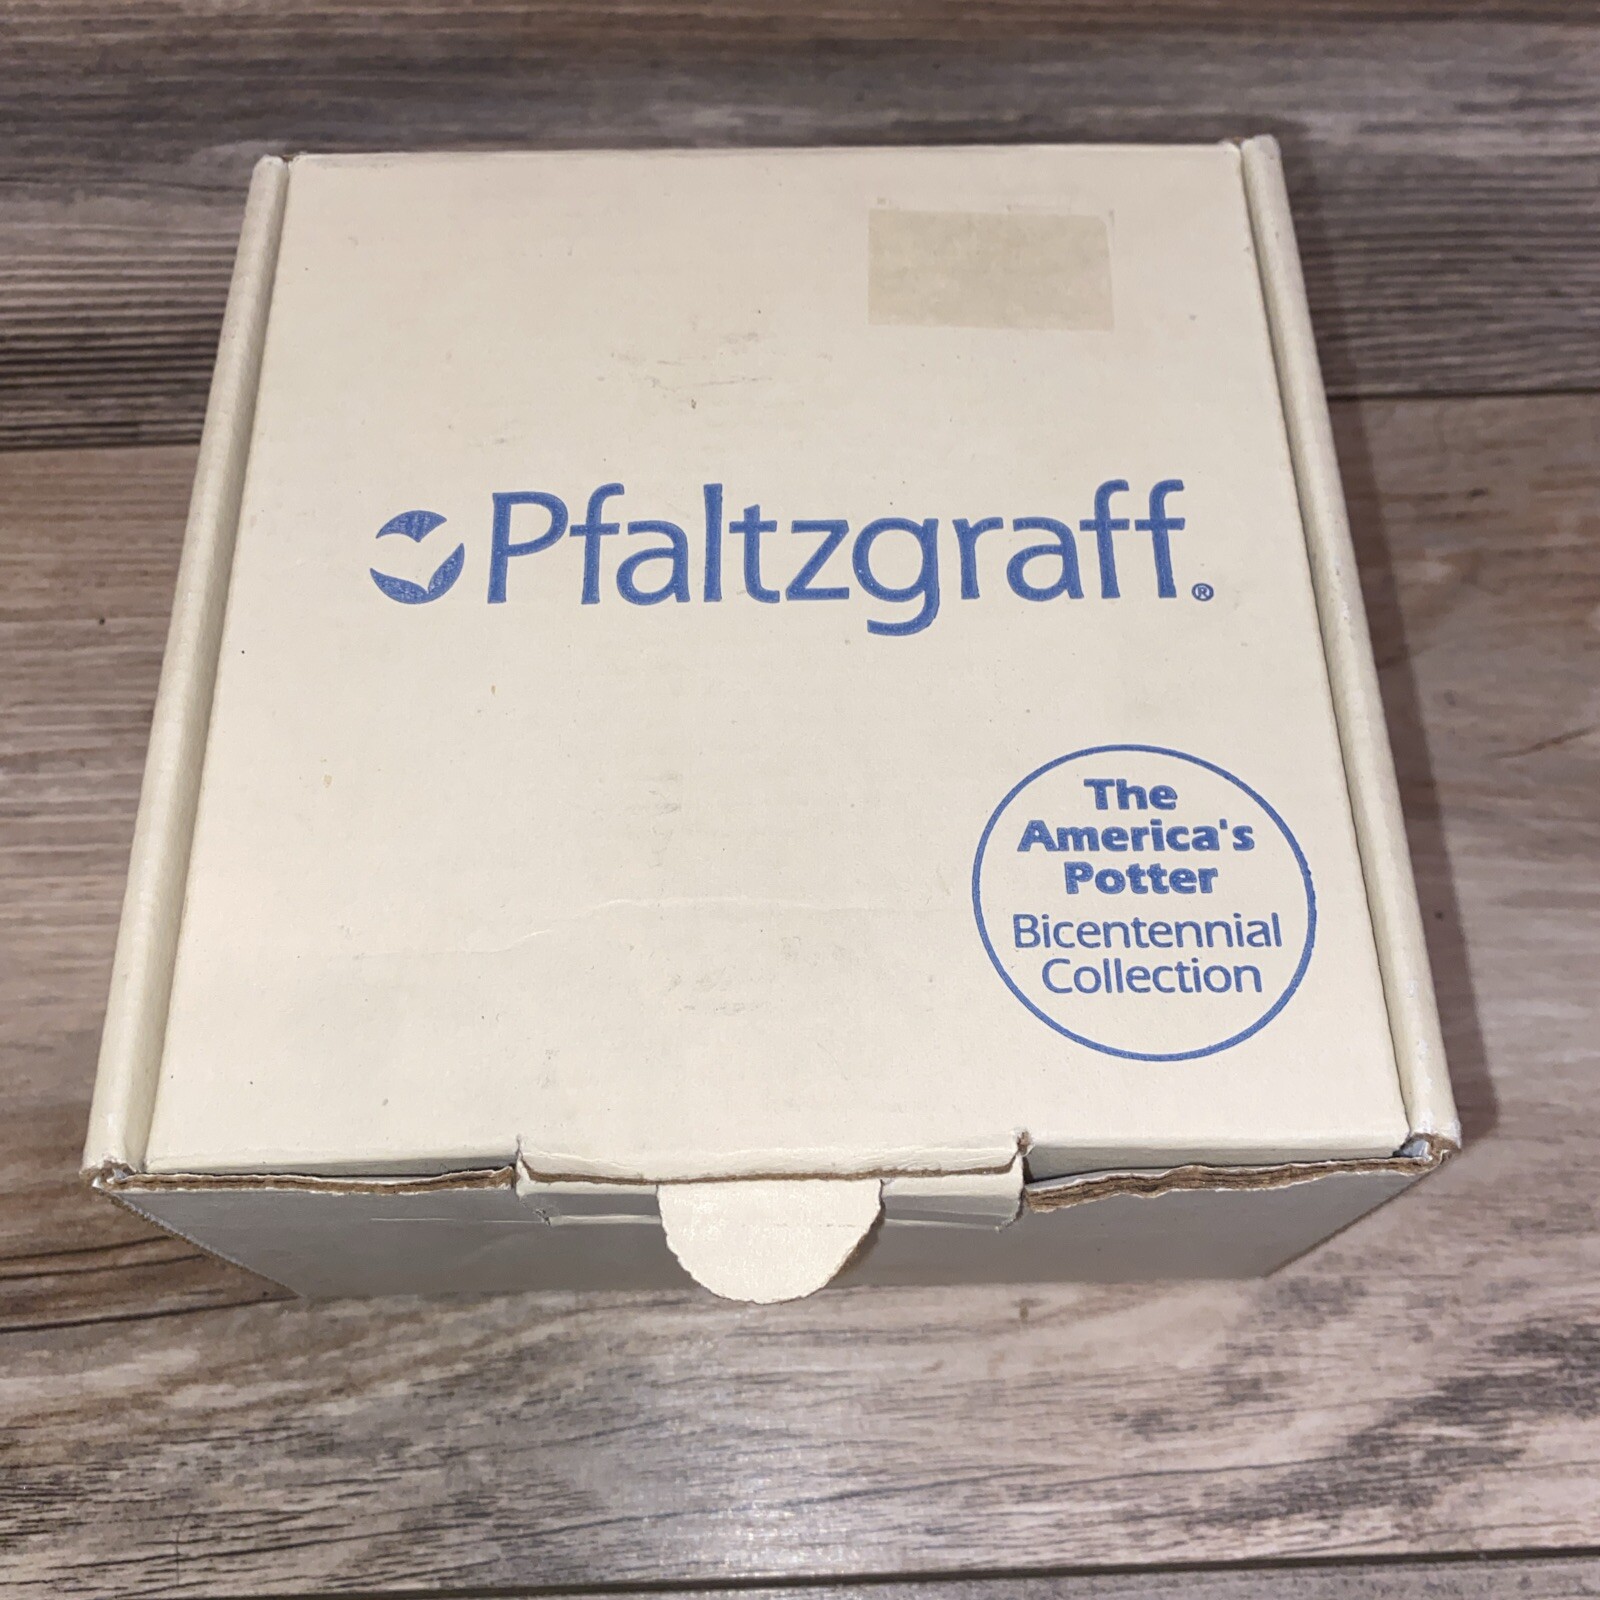 Pfaltzgraff®
The
America's
Potter
Bicentennial
Collection